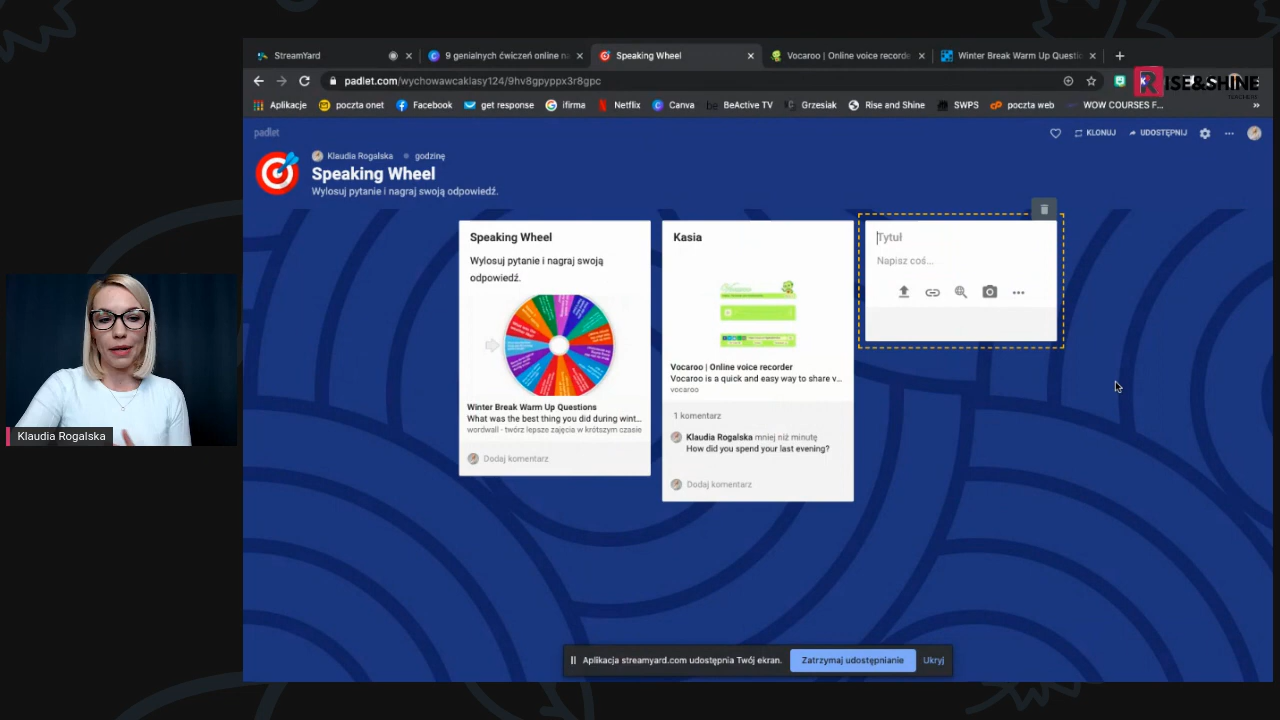 StreamYard
9 genialnych ćwiczeń online na
Speaking Wheel
Vocaroo | Online voice recorde
Winter Break Warm Up Questic
padlet.com/wychowawcaklasy124/9hv8gpyppx3r8gpc
RISE&SHINE
TEACHERS
Aplikacje
poczta onet
Facebook
get response
ifirma
Netflix
Canva
BeActive TV
Grzesiak
Rise and Shine
SWPS
poczta web
WOW COURSES F...
padlet
KLONUJ
UDOSTĘPNIJ
Klaudia Rogalska
godzinę
Speaking Wheel
Wylosuj pytanie i nagraj swoją odpowiedź.
Speaking Wheel
Wylosuj pytanie i nagraj swoją
odpowiedź.
Winter Break Warm Up Questions
What was the best thing you did during wint...
wordwall - twórz lepsze zajęcia w krótszym czasie
Dodaj komentarz
Kasia
Vocaroo | Online voice recorder
Vocaroo is a quick and easy way to share v...
vocaroo
1 komentarz
Klaudia Rogalska mniej niż minutę
How did you spend your last evening?
Dodaj komentarz
Tytuł
Napisz coś...
Klaudia Rogalska
Aplikacja streamyard.com udostępnia Twój ekran.
Zatrzymaj udostępnianie
Ukryj